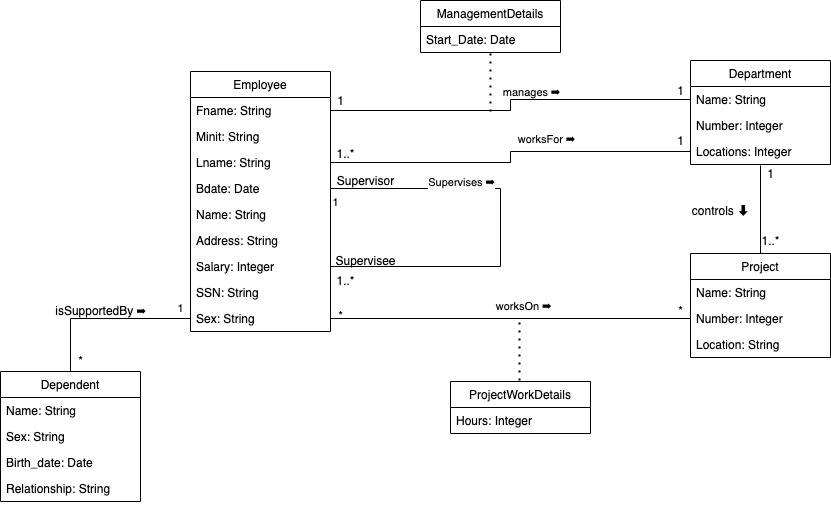 ManagementDetails
Start_Date: Date
Employee
Fname: String
Minit: String
Lname: String
Bdate: Date
Name: String
Address: String
Salary: Integer
SSN: String
Sex: String
1
manages ➡
1
Department
Name: String
Number: Integer
Locations: Integer
1..*
worksFor ➡
1
Supervisor
Supervises ➡
1
Supervisee
1..*
1
controls ⬇
1..*
Project
Name: String
Number: Integer
Location: String
*
worksOn ➡
*
isSupportedBy ➡
1
*
Dependent
Name: String
Sex: String
Birth_date: Date
Relationship: String
ProjectWorkDetails
Hours: Integer